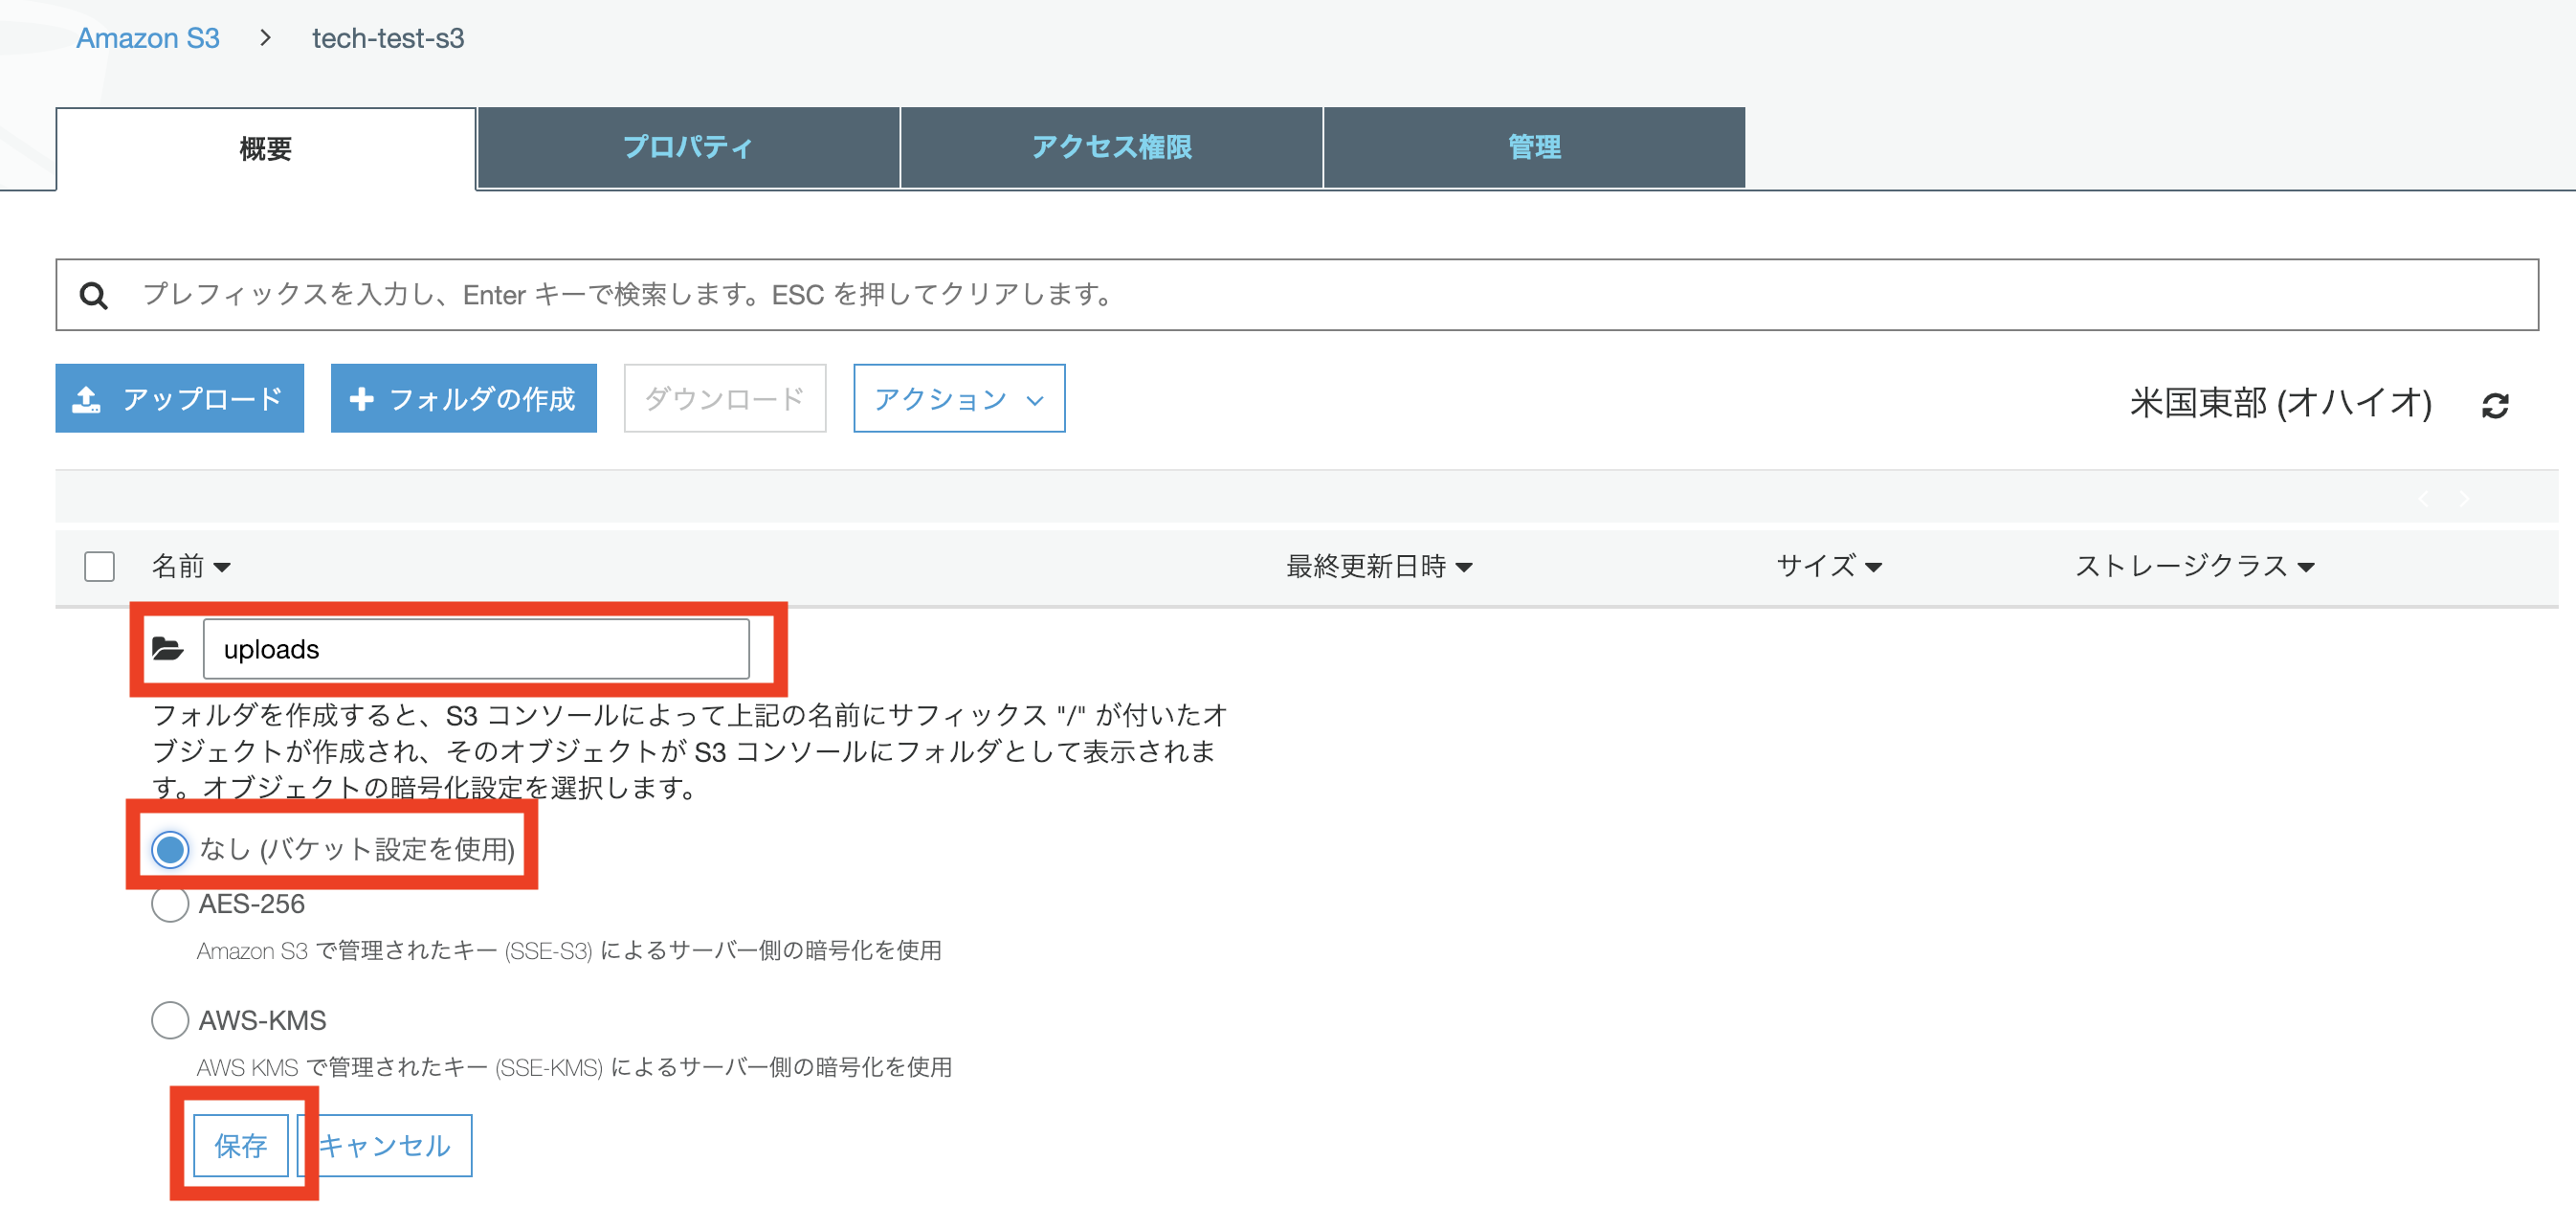 Amazon S3 > tech-test-s3
概要 プロパティ アクセス権限 管理
プレフィックスを入力し、Enter キーで検索します。ESC を押してクリアします。
アップロード フォルダの作成 ダウンロード アクション 米国東部 (オハイオ)
名前 最終更新日時 サイズ ストレージクラス
uploads
フォルダを作成すると、S3 コンソールによって上記の名前にサフィックス "/" が付いたオ
ブジェクトが作成され、そのオブジェクトが S3 コンソールにフォルダとして表示されま
す。オブジェクトの暗号化設定を選択します。
なし (バケット設定を使用)
AES-256
Amazon S3 で管理されたキー (SSE-S3) によるサーバー側の暗号化を使用
AWS-KMS
AWS KMS で管理されたキー (SSE-KMS) によるサーバー側の暗号化を使用
保存 キャンセル